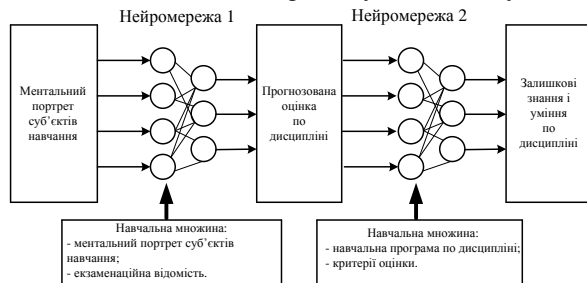 Нейромережа 1
Нейромережа 2
Ментальний
портрет
суб’єктів
навчання
Прогнозована
оцінка
по
дисципліні
Залишкові
знання і
уміння
по
дисципліні
Навчальна множина:
- ментальний портрет суб’єктів
навчання;
- екзаменаційна відомість.
Навчальна множина:
- навчальна програма по дисципліні;
- критерії оцінки.